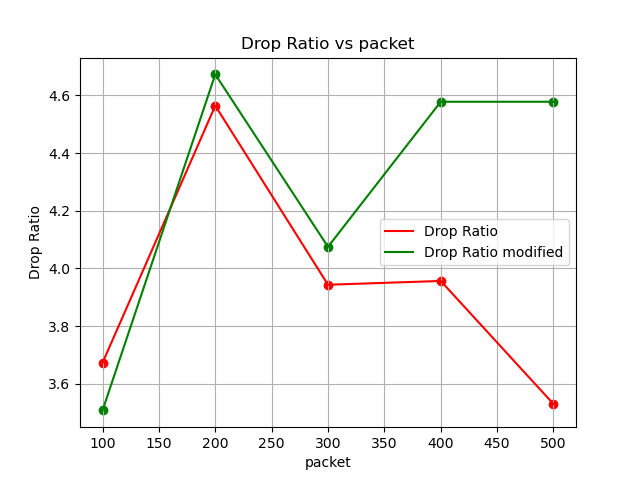 Drop Ratio vs packet
4.6
4.4
4.2
4.0
3.8
3.6
Drop Ratio
Drop Ratio
Drop Ratio modified
100 150 200 250 300 350 400 450 500
packet